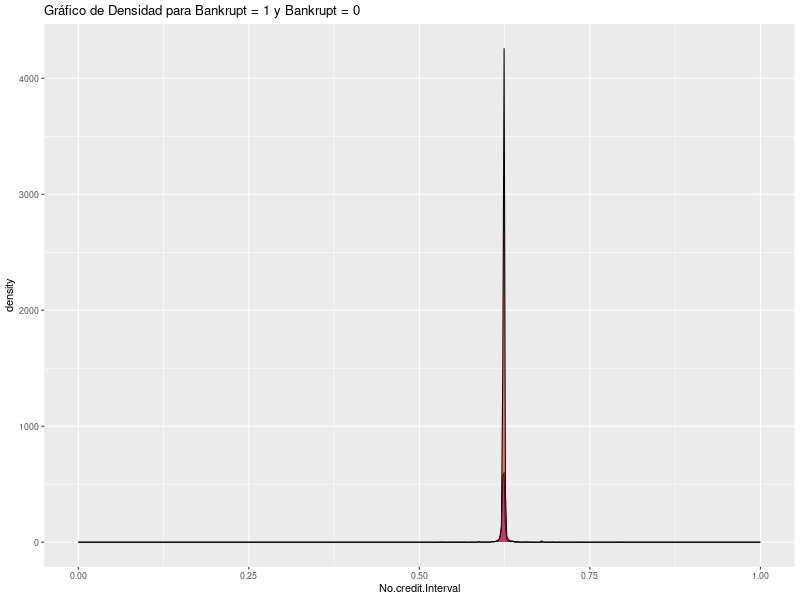 Gráfico de Densidad para Bankrupt = 1 y Bankrupt = 0
4000
3000
density
2000
1000
0
0.00 0.25 0.50 0.75 1.00
No.credit.Interval